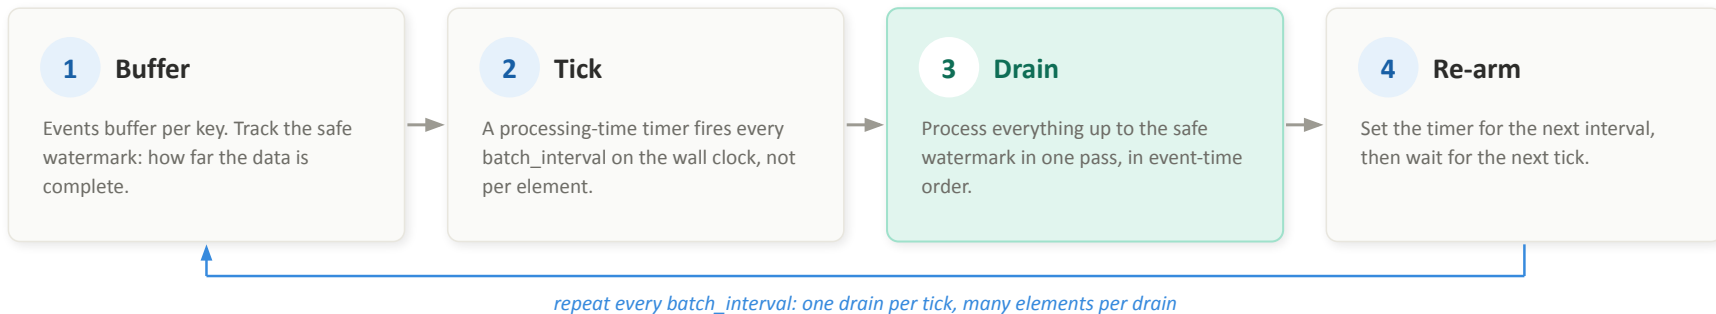 1 Buffer
Events buffer per key. Track the safe
watermark: how far the data is
complete.
2 Tick
A processing-time timer fires every
batch_interval on the wall clock, not
per element.
3 Drain
Process everything up to the safe
watermark in one pass, in event-time
order.
4 Re-arm
Set the timer for the next interval,
then wait for the next tick.
repeat every batch_interval: one drain per tick, many elements per drain